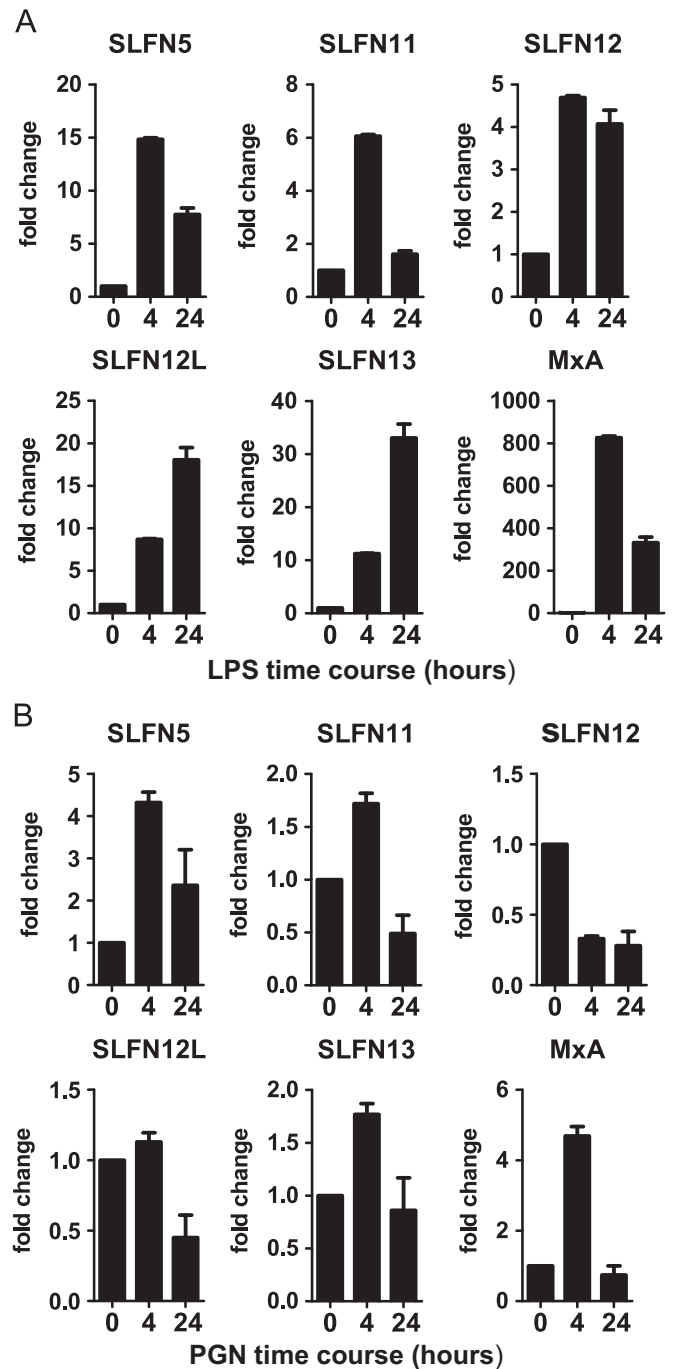 A
SLFN5 SLFN11 SLFN12
fold change fold change fold change
20 8 5
15 6 4
10 4 3
5 2 2
0 0 1
0
0 4 24 0 4 24 0 4 24
SLFN12L SLFN13 MxA
fold change fold change fold change
25 40 1000
20 30 800
15 20 600
10 10 400
5 0 200
0 0
0 4 24 0 4 24 0 4 24
LPS time course (hours)
B
SLFN5 SLFN11 SLFN12
fold change fold change fold change
5 2.0 1.5
4 1.5 1.0
3 1.0 0.5
2 0.5 0.0
1 0.0
0
0 4 24 0 4 24 0 4 24
SLFN12L SLFN13 MxA
fold change fold change fold change
1.5 2.0 6
1.0 1.5 4
0.5 1.0 2
0.0 0.5 0
0.0
0 4 24 0 4 24 0 4 24
PGN time course (hours)